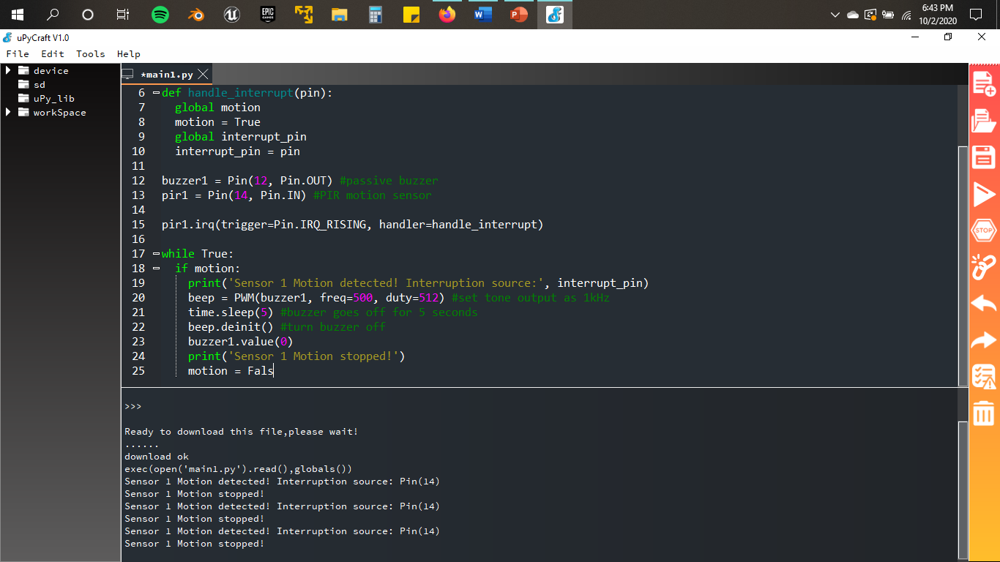 EPIC
GAMES
6:43 PM
10/2/2020
uPyCraft V1.0
File Edit Tools Help
device
sd
uPy_lib
workSpace
*main1.py
6 def handle_interrupt(pin):
7 global motion
8 motion = True
9 global interrupt_pin
10 interrupt_pin = pin
11
12 buzzer1 = Pin(12, Pin.OUT) #passive buzzer
13 pir1 = Pin(14, Pin.IN) #PIR motion sensor
14
15 pir1.irq(trigger=Pin.IRQ_RISING, handler=handle_interrupt)
16
17 while True:
18 if motion:
19 print('Sensor 1 Motion detected! Interruption source:', interrupt_pin)
20 beep = PWM(buzzer1, freq=500, duty=512) #set tone output as 1kHz
21 time.sleep(5) #buzzer goes off for 5 seconds
22 beep.deinit() #turn buzzer off
23 buzzer1.value(0)
24 print('Sensor 1 Motion stopped!')
25 motion = Fals
STOP
>>>
Ready to download this file,please wait!
......
download ok
exec(open('main1.py').read(),globals())
Sensor 1 Motion detected! Interruption source: Pin(14)
Sensor 1 Motion stopped!
Sensor 1 Motion detected! Interruption source: Pin(14)
Sensor 1 Motion stopped!
Sensor 1 Motion detected! Interruption source: Pin(14)
Sensor 1 Motion stopped!